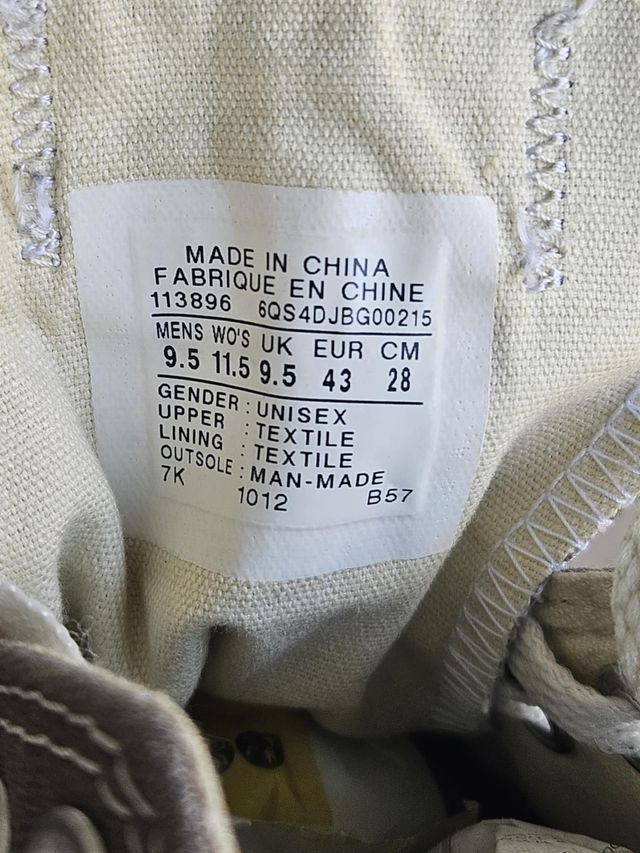 MADE IN CHINA
FABRIQUE EN CHINE
113896 6QS4DJBG00215
MENS WO'S UK EUR CM
9.5 11.5 9.5 43 28
GENDER : UNISEX
UPPER : TEXTILE
LINING : TEXTILE
OUTSOLE : MAN-MADE
7K 1012 B57